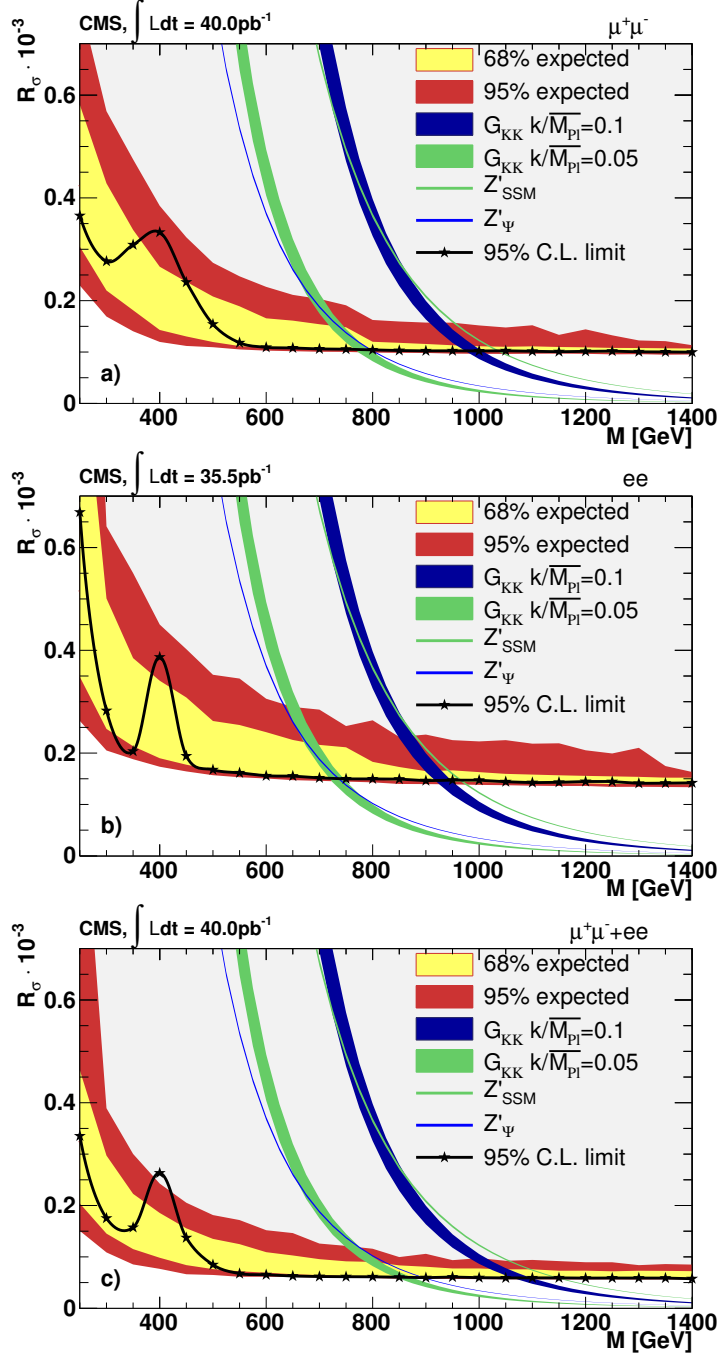 CMS, ∫ Ldt = 40.0pb⁻¹
μ⁺μ⁻
R_σ · 10⁻³
68% expected
95% expected
G_KK k/M̅_Pl=0.1
G_KK k/M̅_Pl=0.05
Z'_SSM
Z'_Ψ
95% C.L. limit
0.6
0.4
0.2
0
a)
400 600 800 1000 1200 1400
M [GeV]
CMS, ∫ Ldt = 35.5pb⁻¹
ee
R_σ · 10⁻³
68% expected
95% expected
G_KK k/M̅_Pl=0.1
G_KK k/M̅_Pl=0.05
Z'_SSM
Z'_Ψ
95% C.L. limit
0.6
0.4
0.2
0
b)
400 600 800 1000 1200 1400
M [GeV]
CMS, ∫ Ldt = 40.0pb⁻¹
μ⁺μ⁻+ee
R_σ · 10⁻³
68% expected
95% expected
G_KK k/M̅_Pl=0.1
G_KK k/M̅_Pl=0.05
Z'_SSM
Z'_Ψ
95% C.L. limit
0.6
0.4
0.2
0
c)
400 600 800 1000 1200 1400
M [GeV]